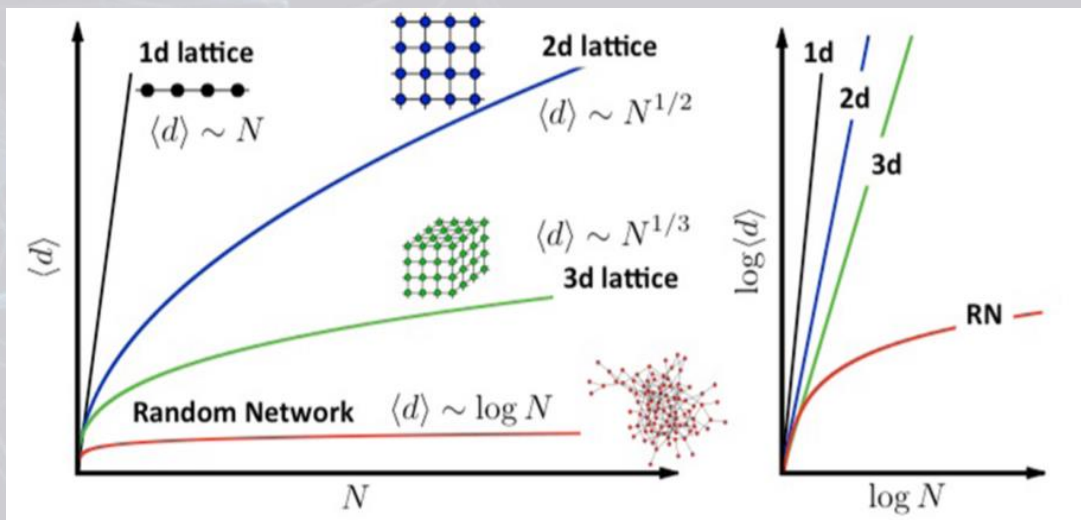 1d lattice
⟨d⟩ ∼ N
2d lattice
⟨d⟩ ∼ N^{1/2}
⟨d⟩ ∼ N^{1/3}
3d lattice
Random Network ⟨d⟩ ∼ log N
⟨d⟩
N
1d
2d
3d
RN
log⟨d⟩
log N